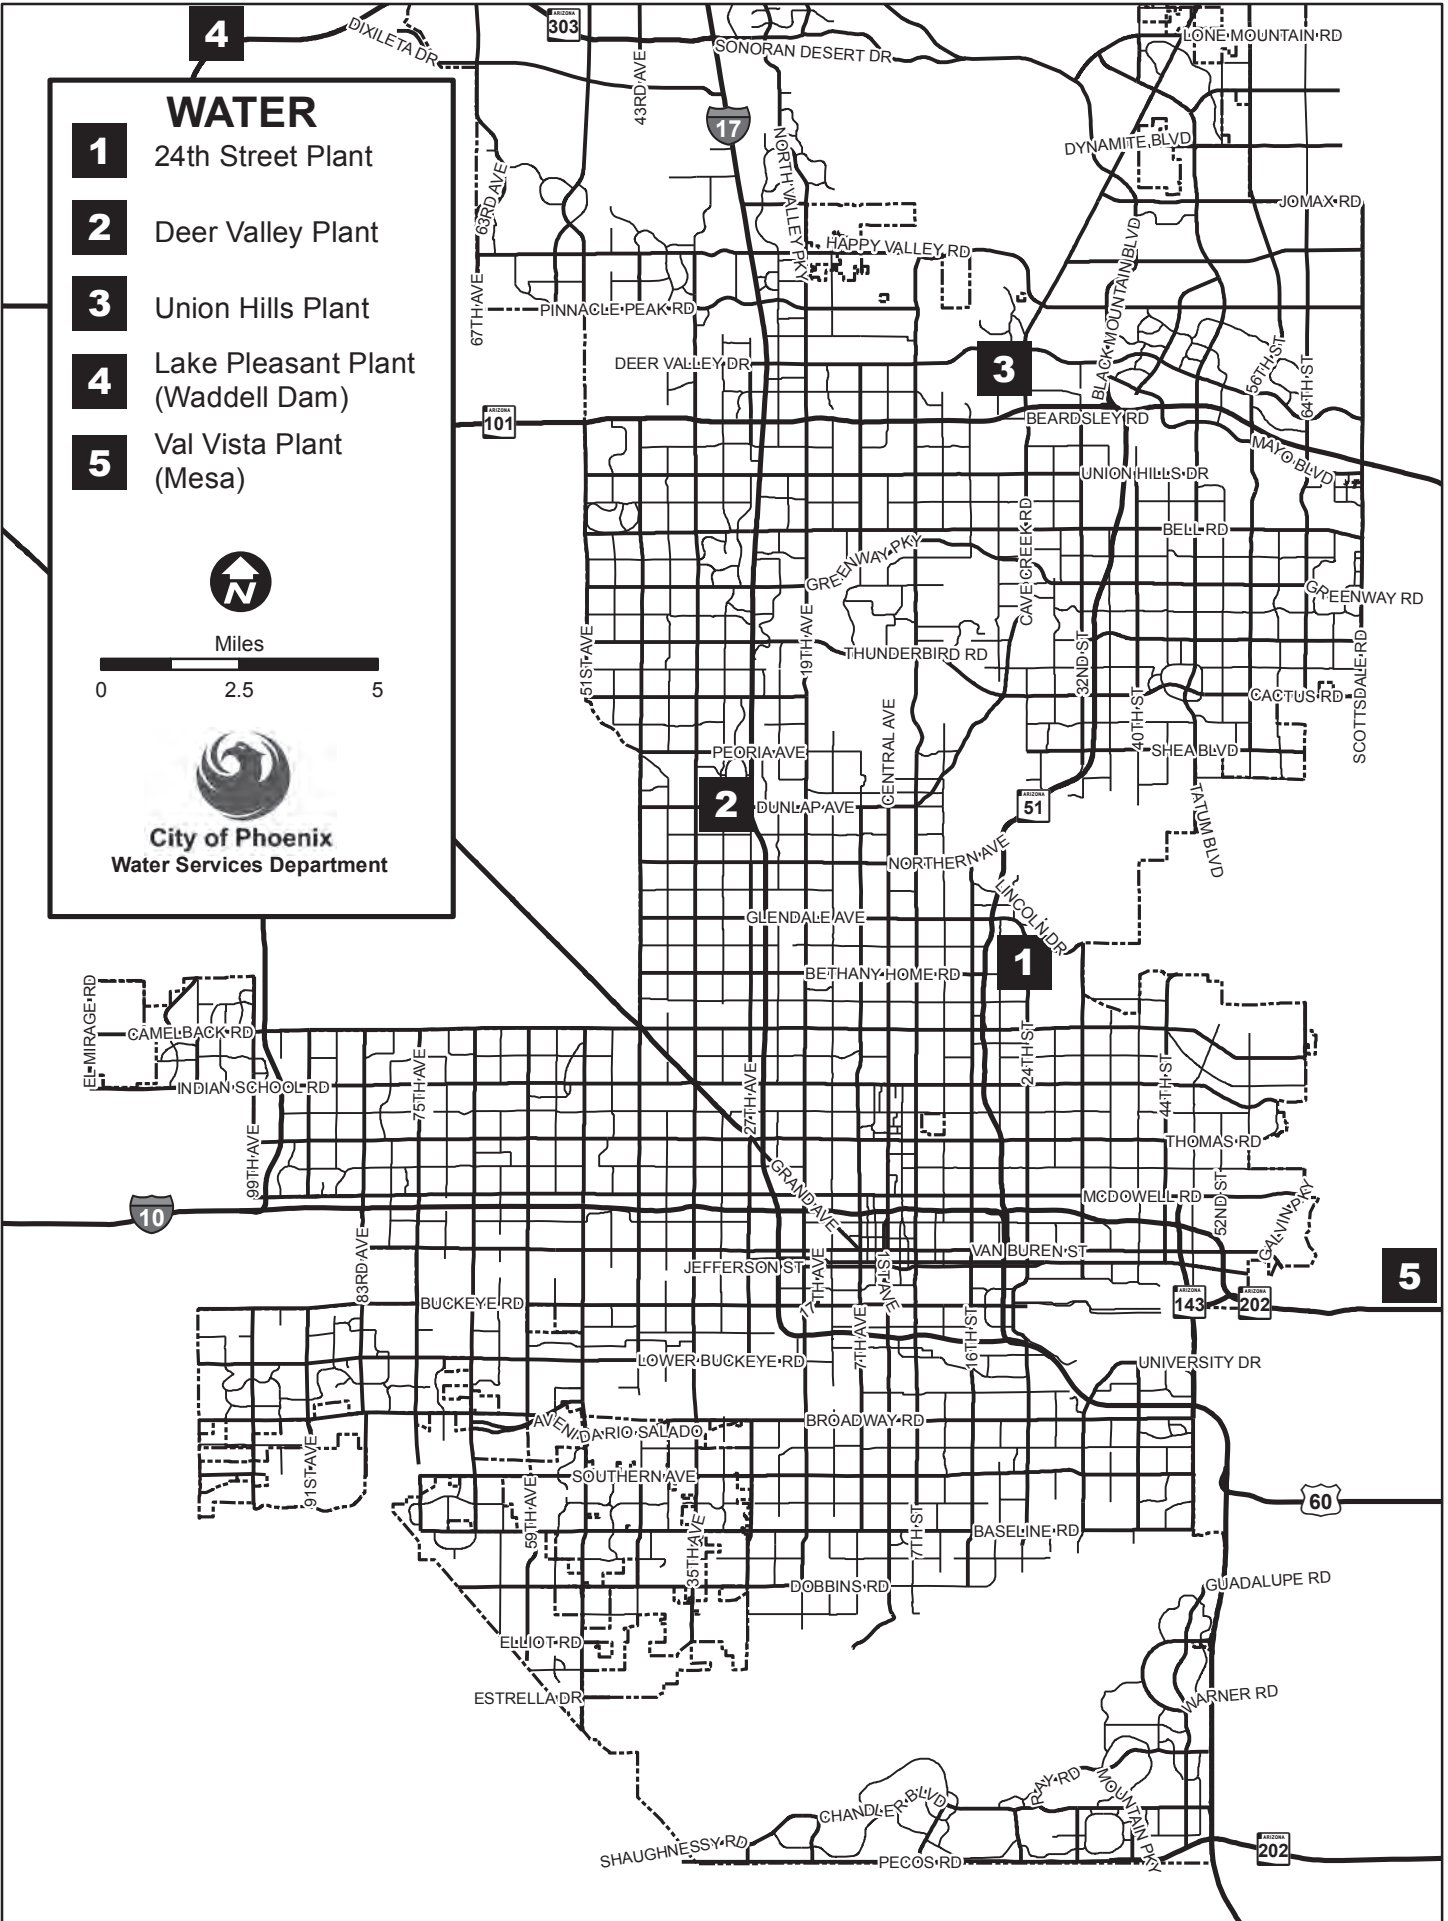 4
DIXILETA DR
ARIZONA
303
43RD AVE
SONORAN DESERT DR
LONE MOUNTAIN RD
WATER
1
24th Street Plant
2
Deer Valley Plant
3
Union Hills Plant
4
Lake Pleasant Plant
(Waddell Dam)
5
Val Vista Plant
(Mesa)
N
Miles
0
2.5
5
City of Phoenix
Water Services Department
17
NORTH VALLEY PKY
DYNAMITE BLVD
63RD AVE
JOMAX RD
HAPPY VALLEY RD
BLACK MOUNTAIN BLVD
67TH AVE
PINNACLE PEAK RD
DEER VALLEY DR
3
56TH ST
64TH ST
ARIZONA
101
BEARDSLEY RD
MAYO BLVD
UNION HILLS DR
BELL RD
CAVE CREEK RD
GREENWAY PKY
GREENWAY RD
51ST AVE
19TH AVE
THUNDERBIRD RD
32ND ST
SCOTTSDALE RD
CACTUS RD
40TH ST
CENTRAL AVE
PEORIA AVE
SHEA BLVD
2
DUNLAP AVE
ARIZONA
51
TATUM BLVD
NORTHERN AVE
LINCOLN DR
GLENDALE AVE
1
BETHANY HOME RD
EL MIRAGE RD
CAMELBACK RD
INDIAN SCHOOL RD
75TH AVE
27TH AVE
24TH ST
44TH ST
99TH AVE
THOMAS RD
GRAND AVE
MCDOWELL RD
52ND ST
GALVIN PKY
10
83RD AVE
VAN BUREN ST
JEFFERSON ST
17TH AVE
1ST AVE
5
BUCKEYE RD
ARIZONA
143
ARIZONA
202
7TH AVE
16TH ST
LOWER BUCKEYE RD
UNIVERSITY DR
AVENIDA RIO SALADO
BROADWAY RD
91ST AVE
SOUTHERN AVE
59TH AVE
35TH AVE
7TH ST
60
BASELINE RD
DOBBINS RD
GUADALUPE RD
ELLIOT RD
ESTRELLA DR
WARNER RD
RAY RD
MOUNTAIN PKY
CHANDLER BLVD
SHAUGHNESSY RD
PECOS RD
ARIZONA
202